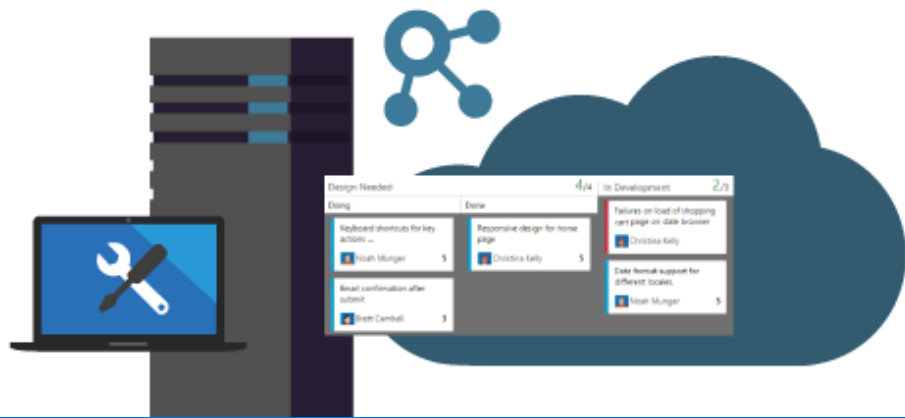 Design Needed 4/4
In Development 2/3
Doing
Done
Keyboard shortcuts for key
actions ...
Noah Munger 5
Email confirmation after
submit
Brett Cambell 3
Responsive design for home
page
Christina Kelly 5
Failures on load of shopping
cart page on stale browser
Christina Kelly
Date format support for
different locales.
Noah Munger 5